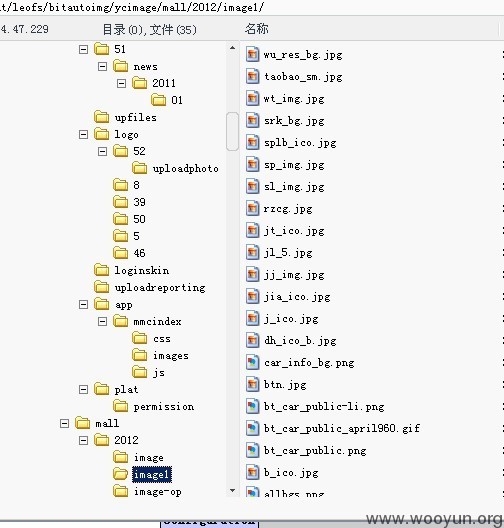 t/leofs/bitautoimg/ycimage/mall/2012/image1/
4.47.229
目录(0),文件(35)
名称
51
news
2011
01
upfiles
logo
52
uploadphoto
8
39
50
5
46
loginskin
uploadreporting
app
mmcindex
css
images
js
plat
permission
mall
2012
image
image1
image-op
wu_res_bg.jpg
taobao_sm.jpg
wt_img.jpg
srk_bg.jpg
splb_ico.jpg
sp_img.jpg
sl_img.jpg
rzcg.jpg
jt_ico.jpg
jl_5.jpg
jj_img.jpg
jia_ico.jpg
j_ico.jpg
dh_ico_b.jpg
car_info_bg.png
btn.jpg
bt_car_public-li.png
bt_car_public_april960.gif
bt_car_public.png
b_ico.jpg
allbgs.png
Configuration
www.wooyun.org